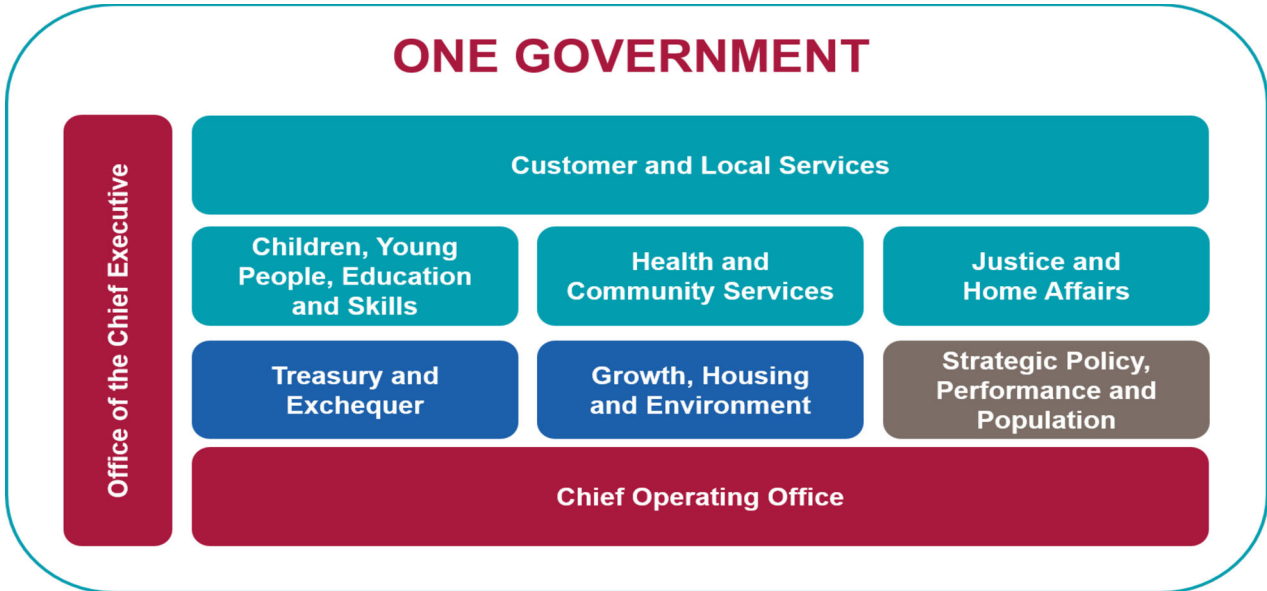 ONE GOVERNMENT
Office of the Chief Executive
Customer and Local Services
Children, Young
People, Education
and Skills
Health and
Community Services
Justice and
Home Affairs
Treasury and
Exchequer
Growth, Housing
and Environment
Strategic Policy,
Performance and
Population
Chief Operating Office